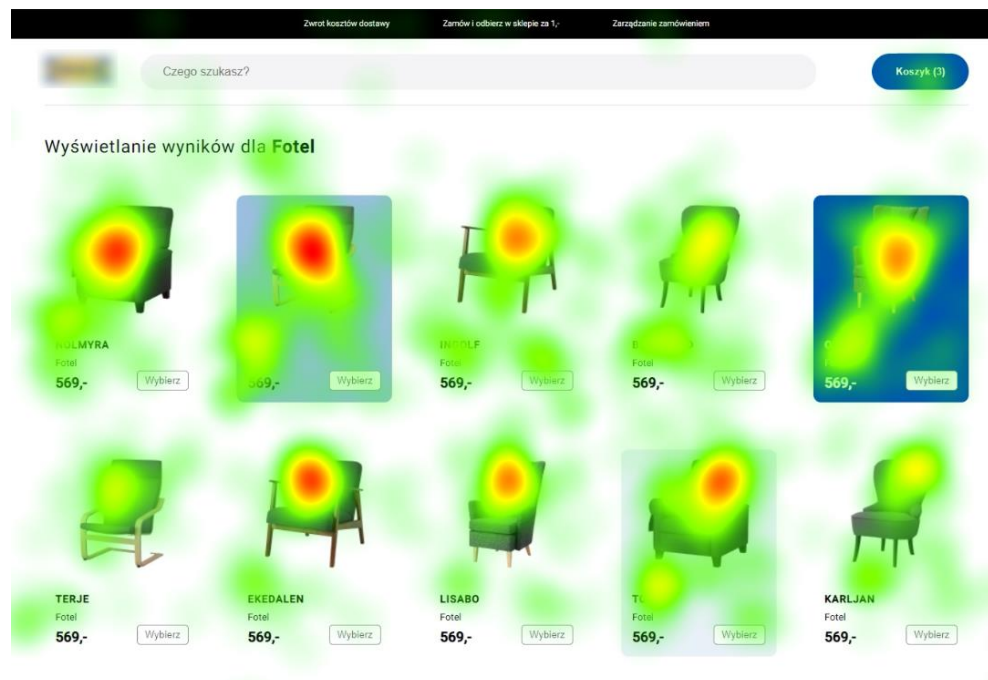 Zwrot kosztów dostawy
Zamów i odbierz w sklepie za 1,-
Zarządzanie zamówieniem
Czego szukasz?
Koszyk (3)
Wyświetlanie wyników dla Fotel
Fotel
569,-
Wybierz
569,-
Wybierz
Fotel
569,-
Wybierz
Fotel
569,-
Wybierz
569,-
Wybierz
TERJE
Fotel
569,-
Wybierz
EKEDALEN
Fotel
569,-
Wybierz
LISABO
Fotel
569,-
Wybierz
Fotel
569,-
Wybierz
KARLJAN
Fotel
569,-
Wybierz